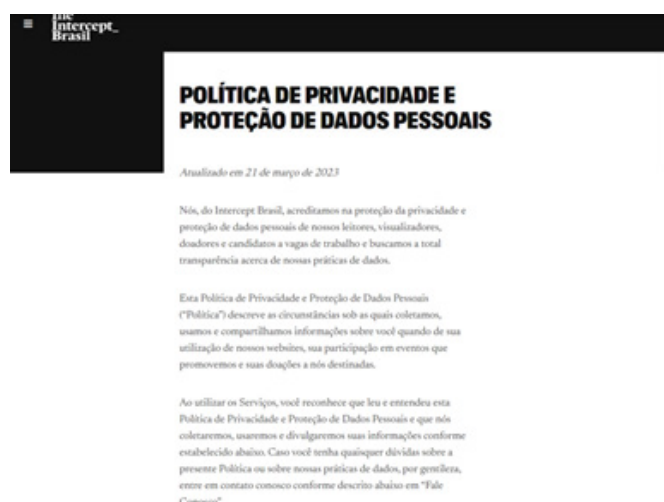 The
Intercept_
Brasil
POLÍTICA DE PRIVACIDADE E
PROTEÇÃO DE DADOS PESSOAIS
Atualizado em 21 de março de 2023
Nós, do Intercept Brasil, acreditamos na proteção da privacidade e
proteção de dados pessoais de nossos leitores, visualizadores,
doadores e candidatos a vagas de trabalho e buscamos a total
transparência acerca de nossas práticas de dados.
Esta Política de Privacidade e Proteção de Dados Pessoais
(“Política”) descreve as circunstâncias sob as quais coletamos,
usamos e compartilhamos informações sobre você quando de sua
utilização de nossos websites, sua participação em eventos que
promovemos e suas doações a nós destinadas.
Ao utilizar os Serviços, você reconhece que leu e entendeu esta
Política de Privacidade e Proteção de Dados Pessoais e que nós
coletaremos, usaremos e divulgaremos suas informações conforme
estabelecido abaixo. Caso você tenha quaisquer dúvidas sobre a
presente Política ou sobre nossas práticas de dados, por gentileza,
entre em contato conosco conforme descrito abaixo em “Fale
Conosco”.